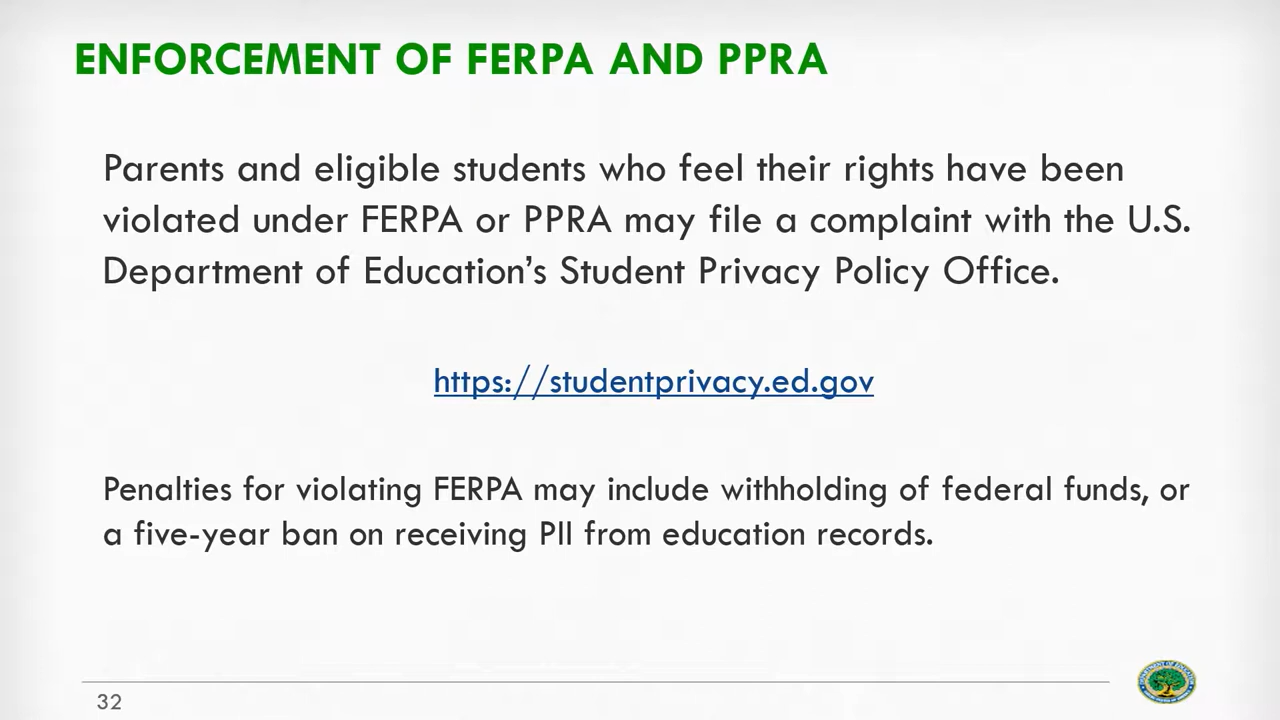 ENFORCEMENT OF FERPA AND PPRA
Parents and eligible students who feel their rights have been
violated under FERPA or PPRA may file a complaint with the U.S.
Department of Education’s Student Privacy Policy Office.
https://studentprivacy.ed.gov
Penalties for violating FERPA may include withholding of federal funds, or
a five-year ban on receiving PII from education records.
32